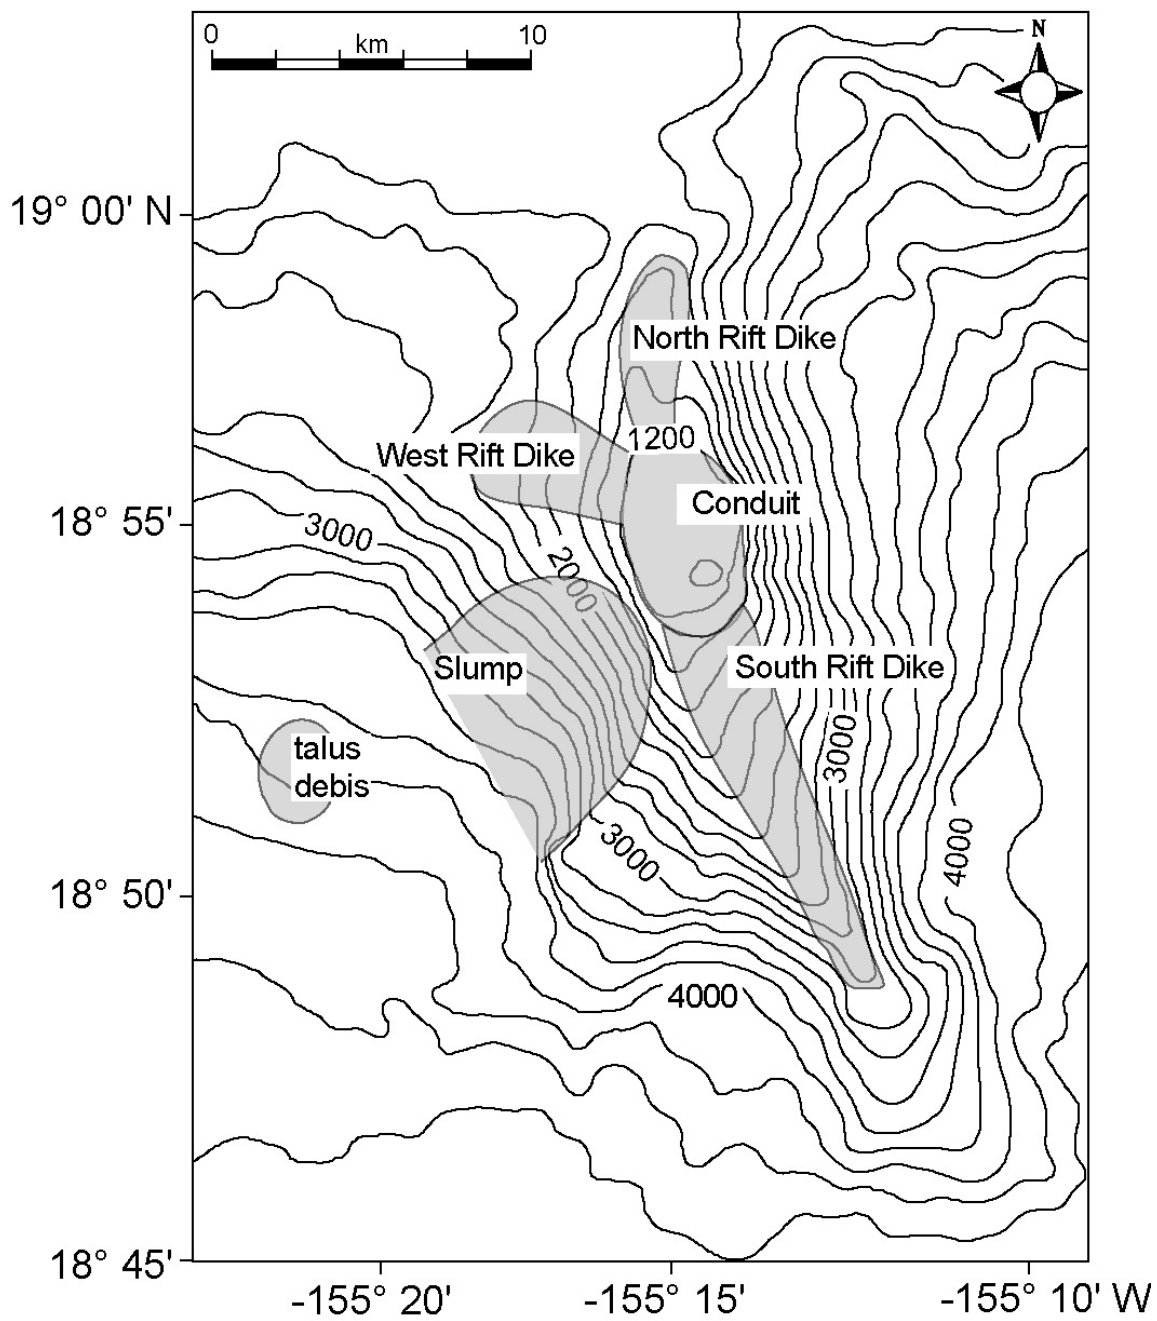 0 10
km
N
19° 00' N
North Rift Dike
1200
West Rift Dike
Conduit
18° 55'
3000
2000
Slump
South Rift Dike
3000
talus
debis
3000
4000
18° 50'
4000
18° 45'
-155° 20' -155° 15' -155° 10' W